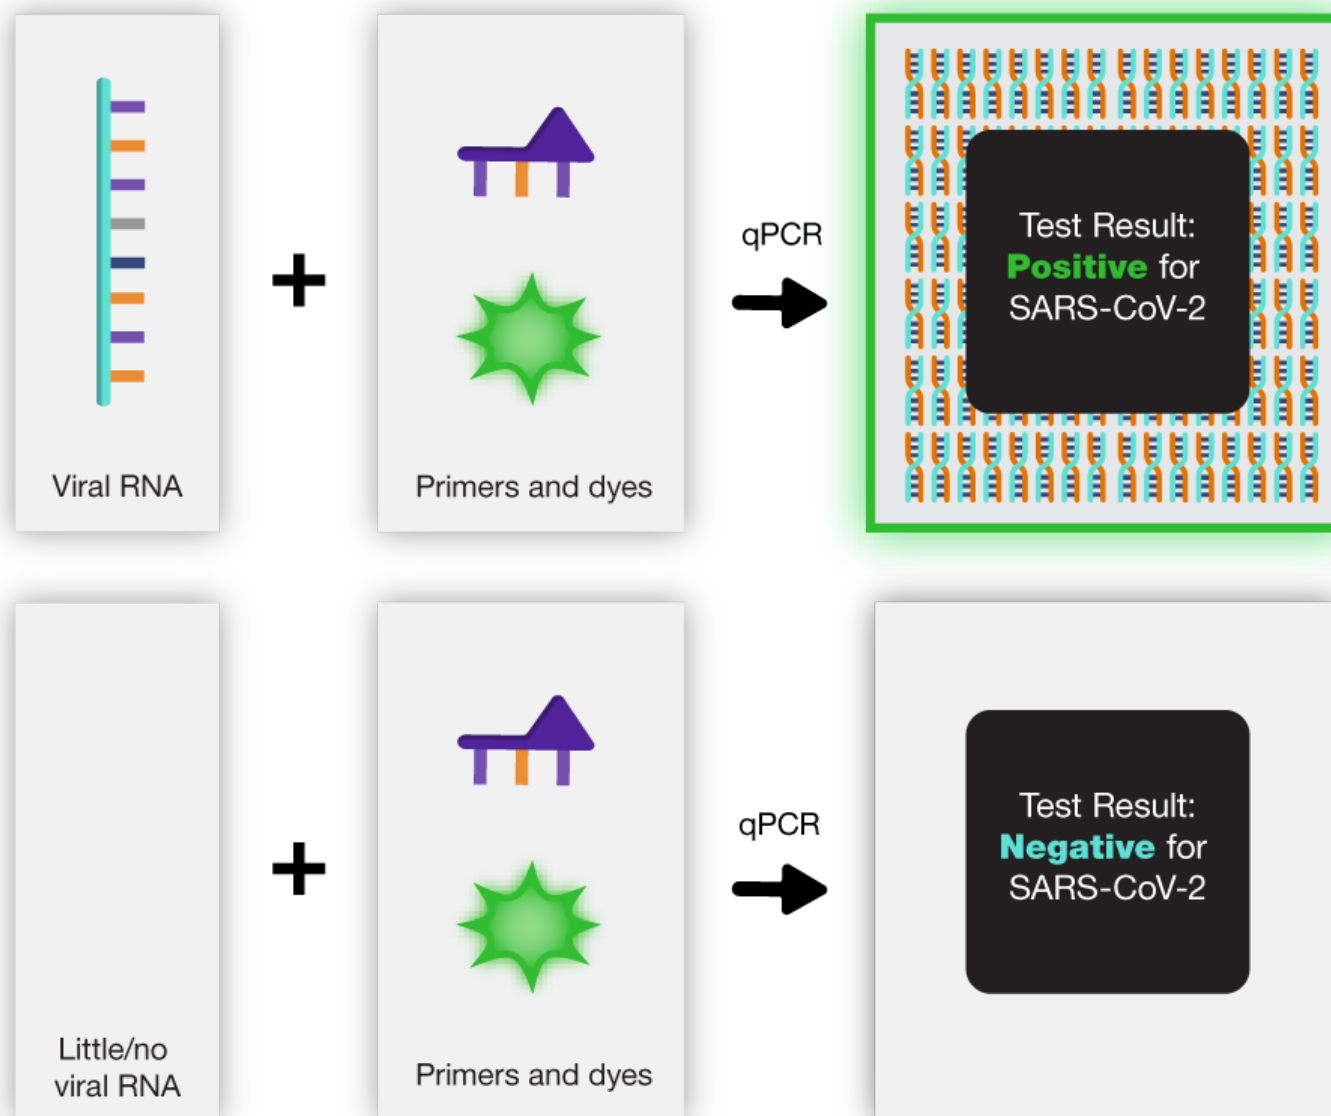 Viral RNA
Primers and dyes
qPCR
Test Result:
Positive for
SARS-CoV-2
Little/no
viral RNA
Primers and dyes
qPCR
Test Result:
Negative for
SARS-CoV-2